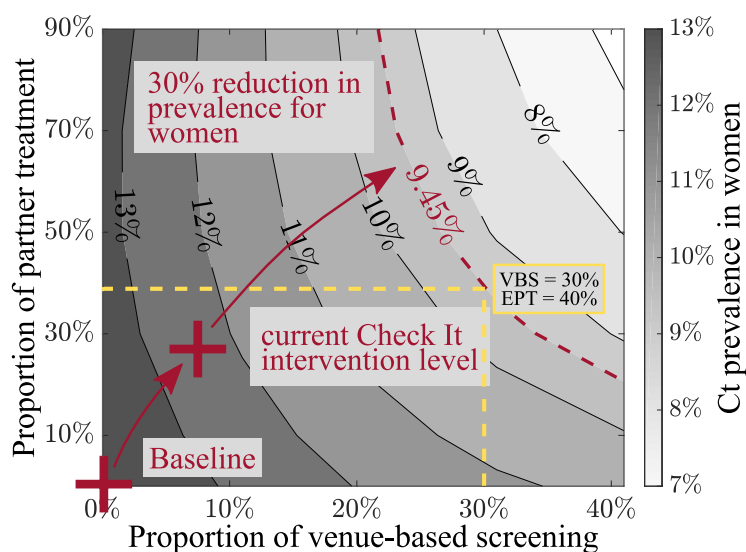 90%
70%
50%
30%
10%
0%
10%
20%
30%
40%
Proportion of partner treatment
Proportion of venue-based screening
30% reduction in
prevalence for
women
13%
12%
11%
10%
9.45%
9%
8%
VBS = 30%
EPT = 40%
current Check It
intervention level
Baseline
13%
12%
11%
10%
9%
8%
7%
Ct prevalence in women